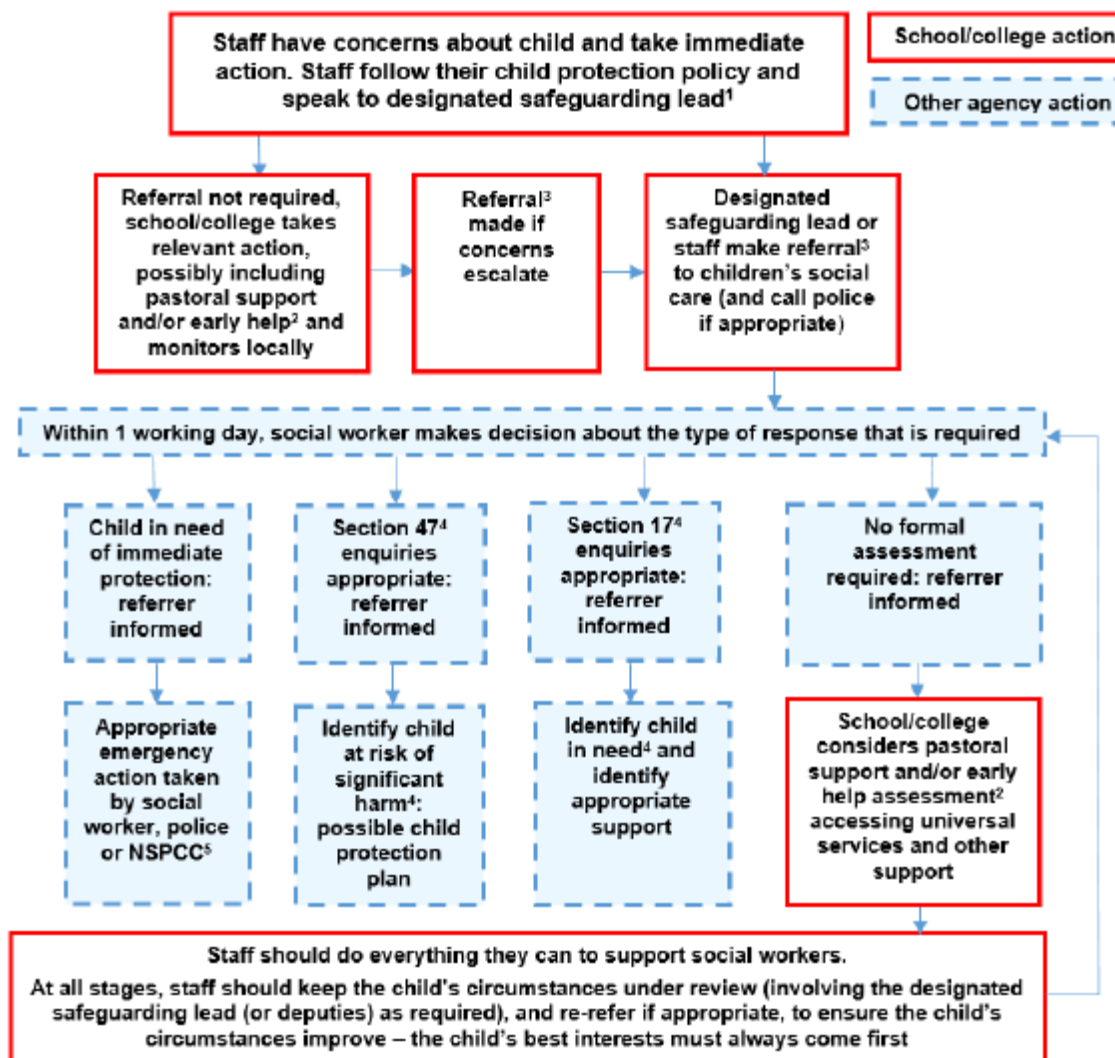 Staff have concerns about child and take immediate
action. Staff follow their child protection policy and
speak to designated safeguarding lead¹
School/college action
Other agency action
Referral not required,
school/college takes
relevant action,
possibly including
pastoral support
and/or early help² and
monitors locally
Referral³
made if
concerns
escalate
Designated
safeguarding lead or
staff make referral³
to children's social
care (and call police
if appropriate)
Within 1 working day, social worker makes decision about the type of response that is required
Child in need
of immediate
protection:
referrer
informed
Section 47⁴
enquiries
appropriate:
referrer
informed
Section 17⁴
enquiries
appropriate:
referrer
informed
No formal
assessment
required: referrer
informed
Appropriate
emergency
action taken
by social
worker, police
or NSPCC⁵
Identify child
at risk of
significant
harm⁴:
possible child
protection
plan
Identify child
in need⁴ and
identify
appropriate
support
School/college
considers pastoral
support and/or early
help assessment²
accessing universal
services and other
support
Staff should do everything they can to support social workers.
At all stages, staff should keep the child's circumstances under review (involving the designated
safeguarding lead (or deputies) as required), and re-refer if appropriate, to ensure the child's
circumstances improve – the child's best interests must always come first